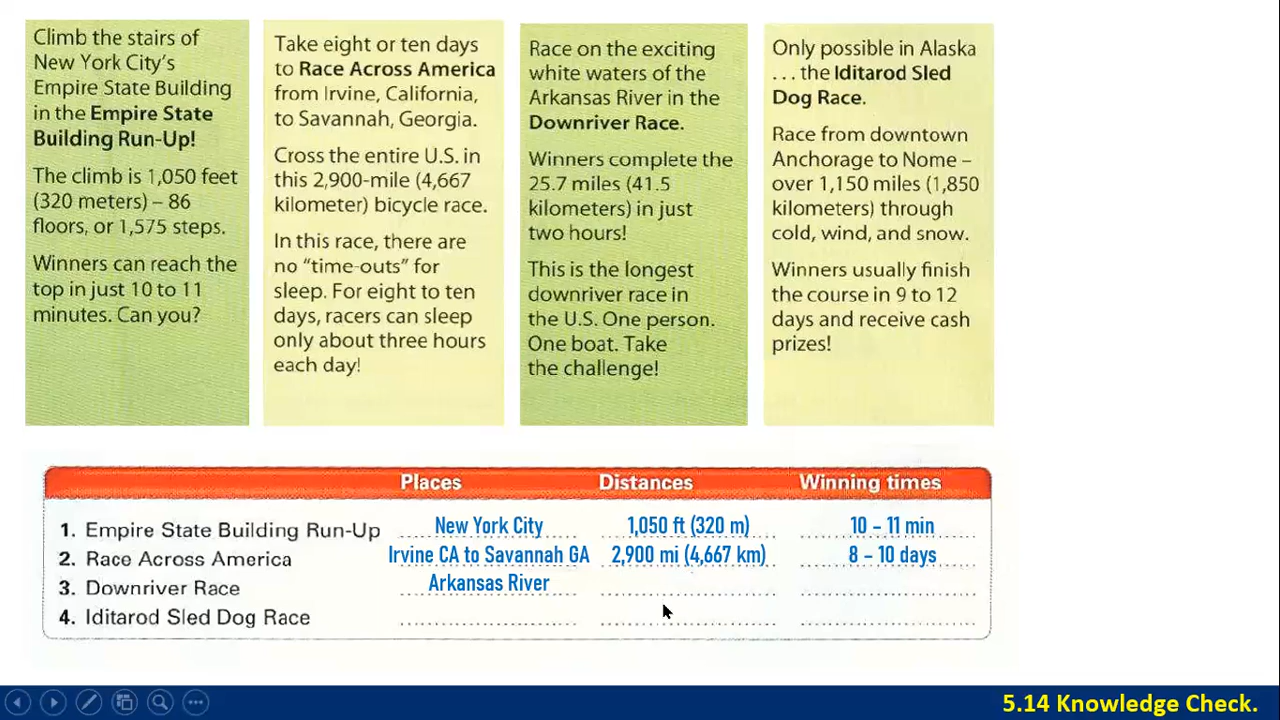 Climb the stairs of
New York City's
Empire State Building
in the Empire State
Building Run-Up!
The climb is 1,050 feet
(320 meters) – 86
floors, or 1,575 steps.
Winners can reach the
top in just 10 to 11
minutes. Can you?
Take eight or ten days
to Race Across America
from Irvine, California,
to Savannah, Georgia.
Cross the entire U.S. in
this 2,900-mile (4,667
kilometer) bicycle race.
In this race, there are
no "time-outs" for
sleep. For eight to ten
days, racers can sleep
only about three hours
each day!
Race on the exciting
white waters of the
Arkansas River in the
Downriver Race.
Winners complete the
25.7 miles (41.5
kilometers) in just
two hours!
This is the longest
downriver race in
the U.S. One person.
One boat. Take
the challenge!
Only possible in Alaska
... the Iditarod Sled
Dog Race.
Race from downtown
Anchorage to Nome –
over 1,150 miles (1,850
kilometers) through
cold, wind, and snow.
Winners usually finish
the course in 9 to 12
days and receive cash
prizes!
Places Distances Winning times
1. Empire State Building Run-Up New York City 1,050 ft (320 m) 10 – 11 min
2. Race Across America Irvine CA to Savannah GA 2,900 mi (4,667 km) 8 – 10 days
3. Downriver Race Arkansas River
4. Iditarod Sled Dog Race
5.14 Knowledge Check.